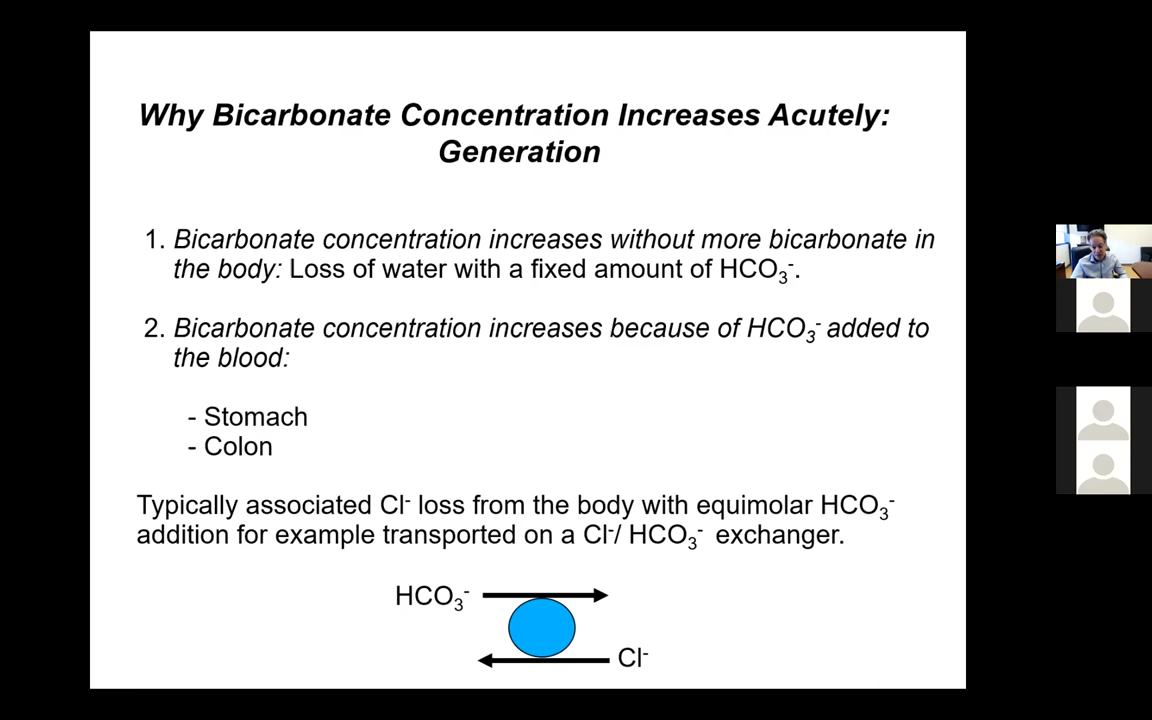 Why Bicarbonate Concentration Increases Acutely:
Generation
1. Bicarbonate concentration increases without more bicarbonate in
the body: Loss of water with a fixed amount of HCO₃⁻.
2. Bicarbonate concentration increases because of HCO₃⁻ added to
the blood:
- Stomach
- Colon
Typically associated Cl⁻ loss from the body with equimolar HCO₃⁻
addition for example transported on a Cl⁻/ HCO₃⁻ exchanger.
HCO₃⁻
Cl⁻